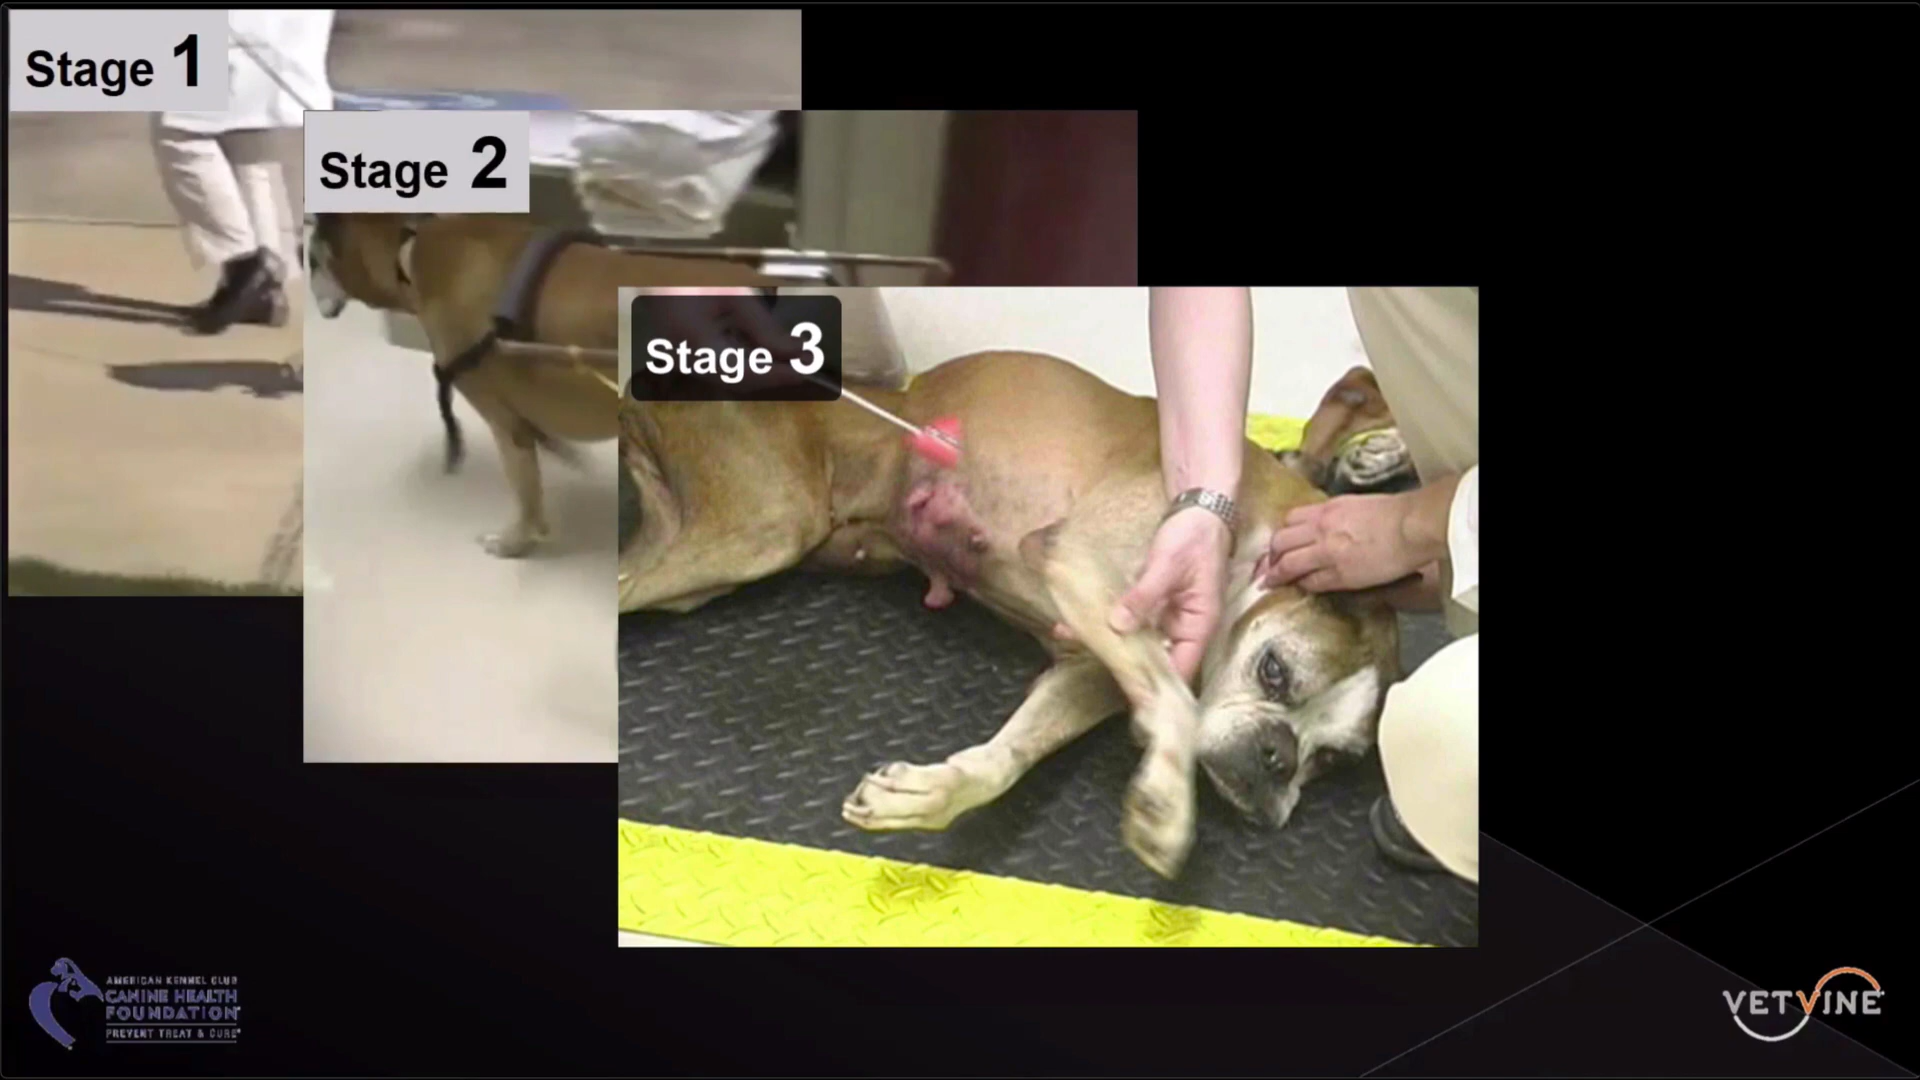 Stage 1
Stage 2
Stage 3
AMERICAN KENNEL CLUB
CANINE HEALTH
FOUNDATION
PREVENT TREAT & CURE
VETVINE